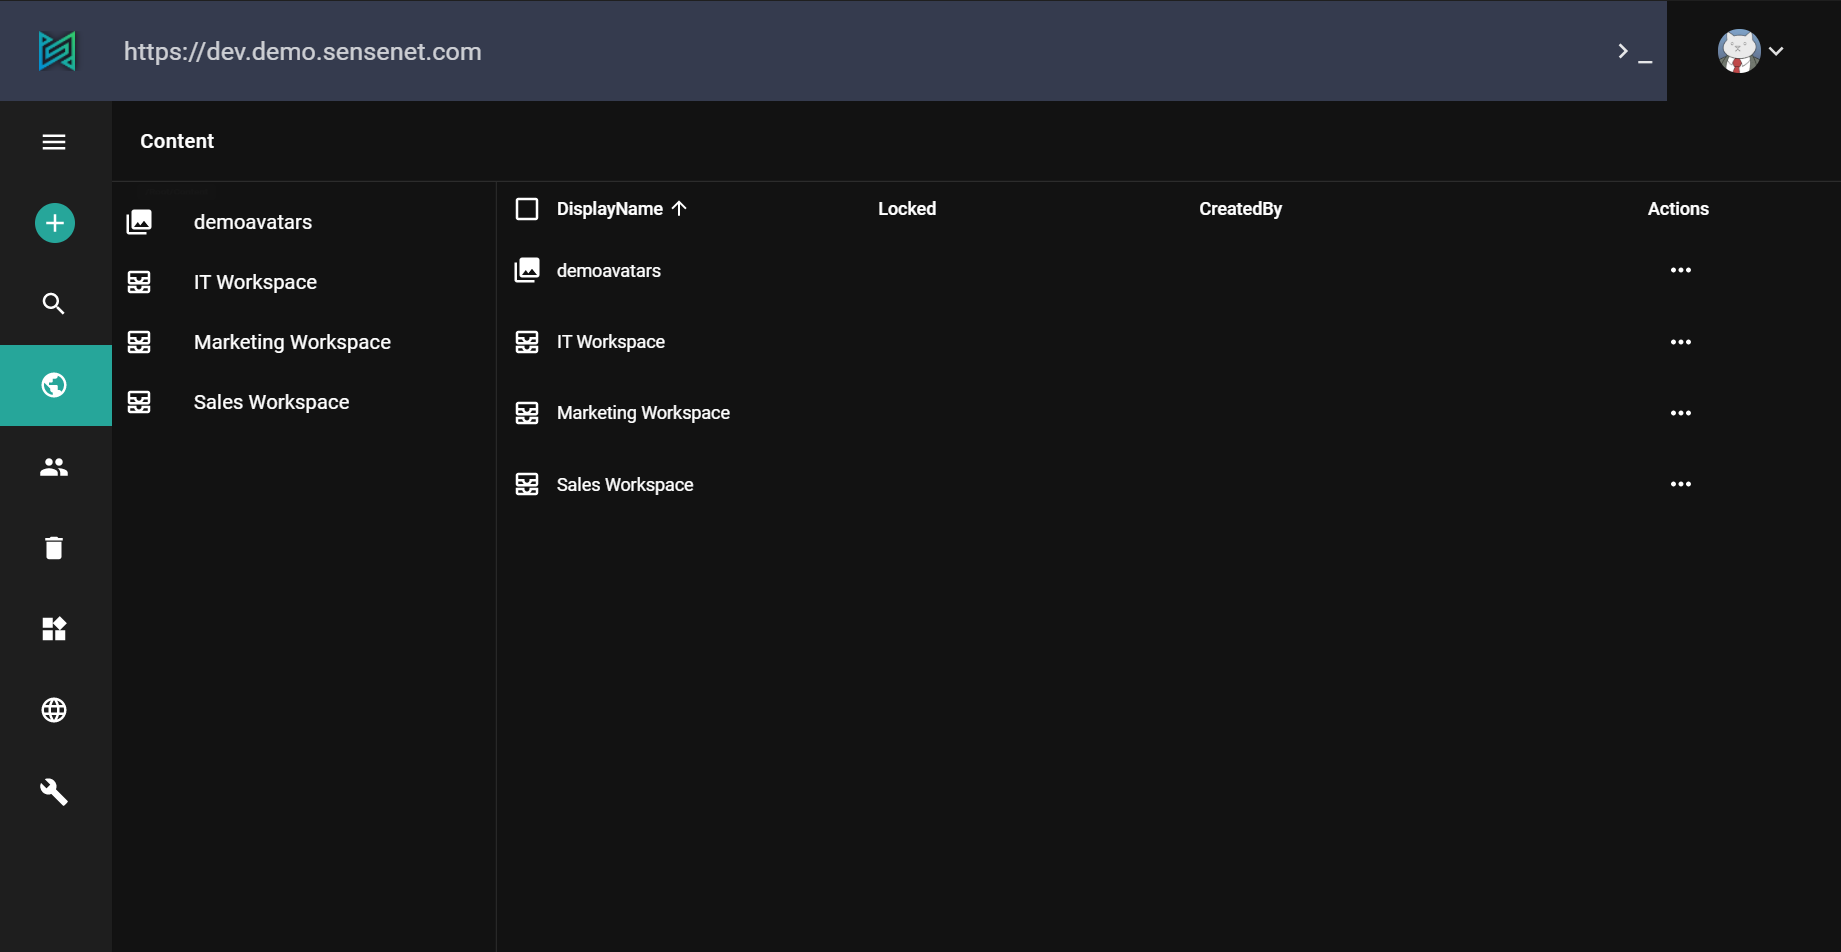 https://dev.demo.sensenet.com
Content
demoavatars
IT Workspace
Marketing Workspace
Sales Workspace
DisplayName Locked CreatedBy Actions
demoavatars
IT Workspace
Marketing Workspace
Sales Workspace